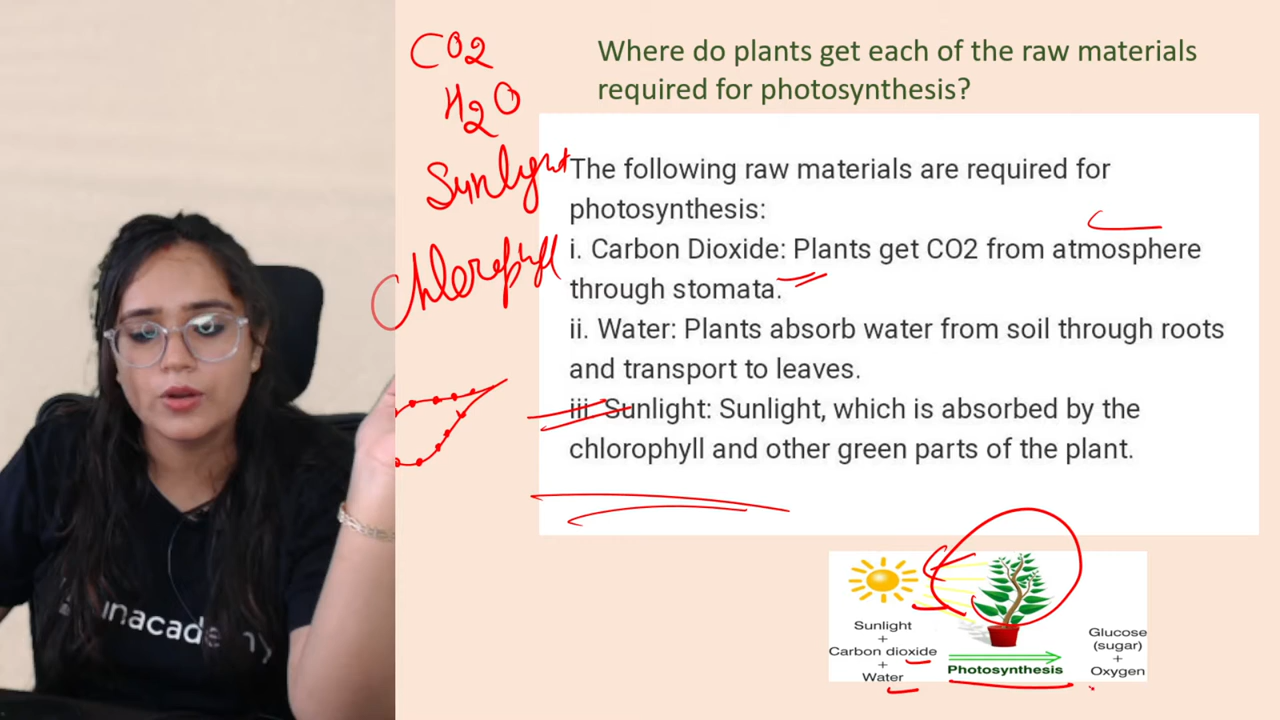 CO2
H2O
Sunlight
Chlorophyll
Where do plants get each of the raw materials
required for photosynthesis?
The following raw materials are required for
photosynthesis:
i. Carbon Dioxide: Plants get CO2 from atmosphere
through stomata.
ii. Water: Plants absorb water from soil through roots
and transport to leaves.
iii. Sunlight: Sunlight, which is absorbed by the
chlorophyll and other green parts of the plant.
Sunlight
+
Carbon dioxide
+
Water
Photosynthesis
Glucose
(sugar)
+
Oxygen